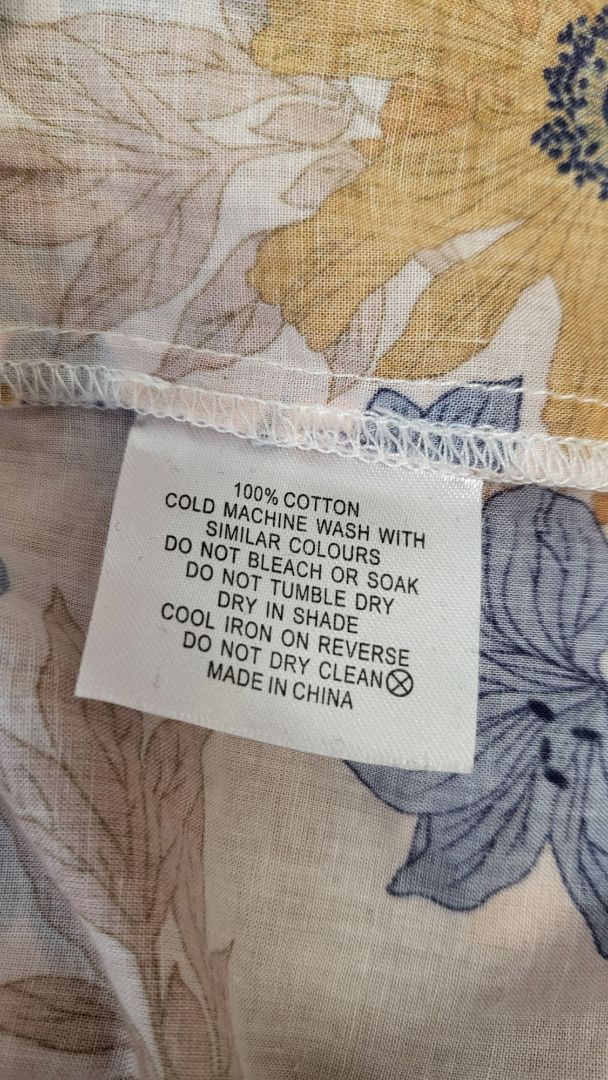 100% COTTON
COLD MACHINE WASH WITH
SIMILAR COLOURS
DO NOT BLEACH OR SOAK
DO NOT TUMBLE DRY
DRY IN SHADE
COOL IRON ON REVERSE
DO NOT DRY CLEAN
MADE IN CHINA